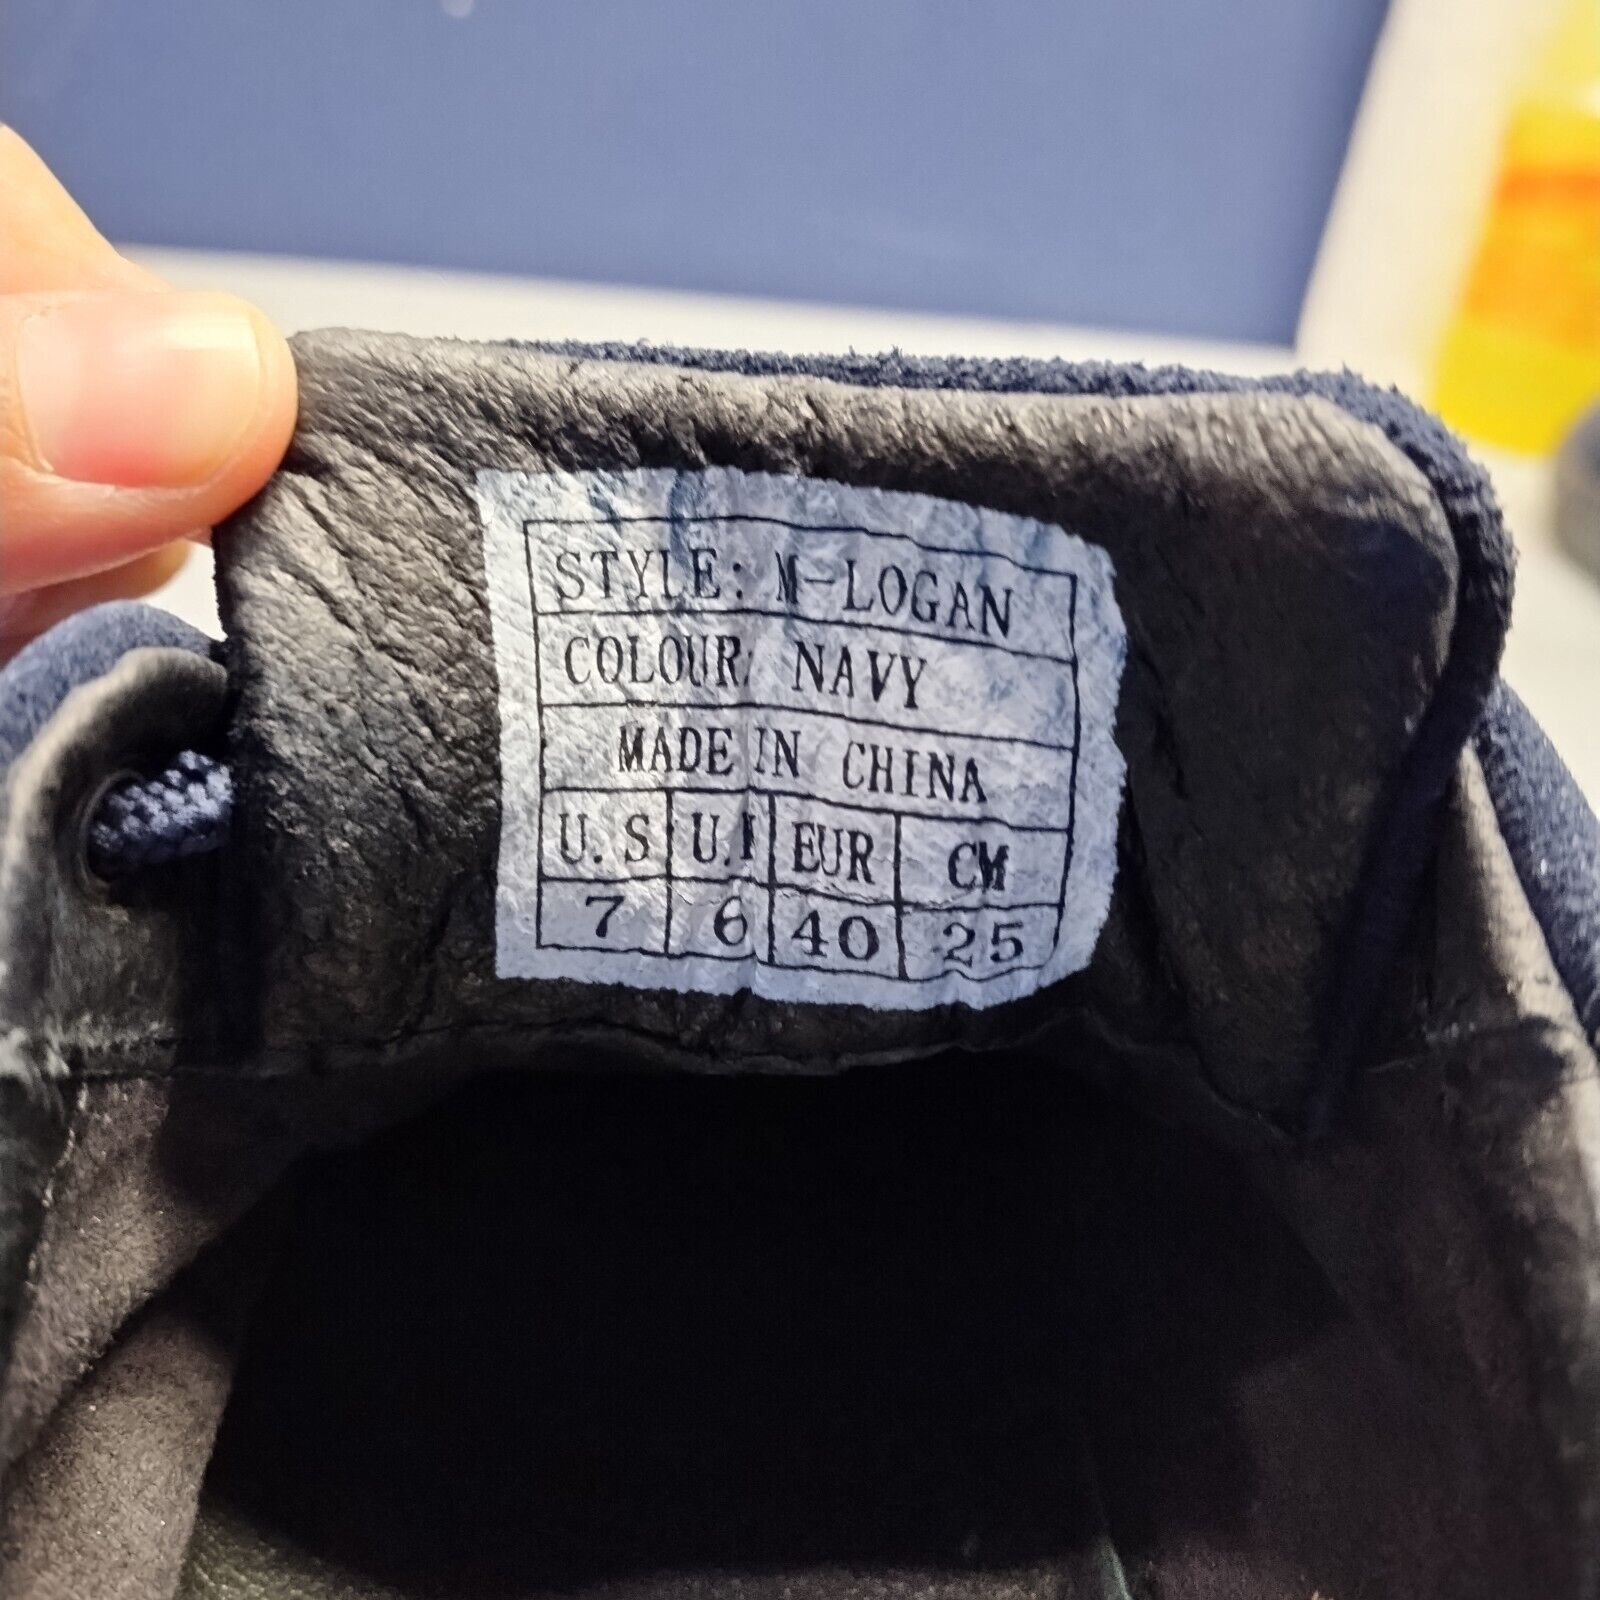 STYLE: M-LOGAN
COLOUR: NAVY
MADE IN CHINA
U.S EUR CM
7 6 40 25